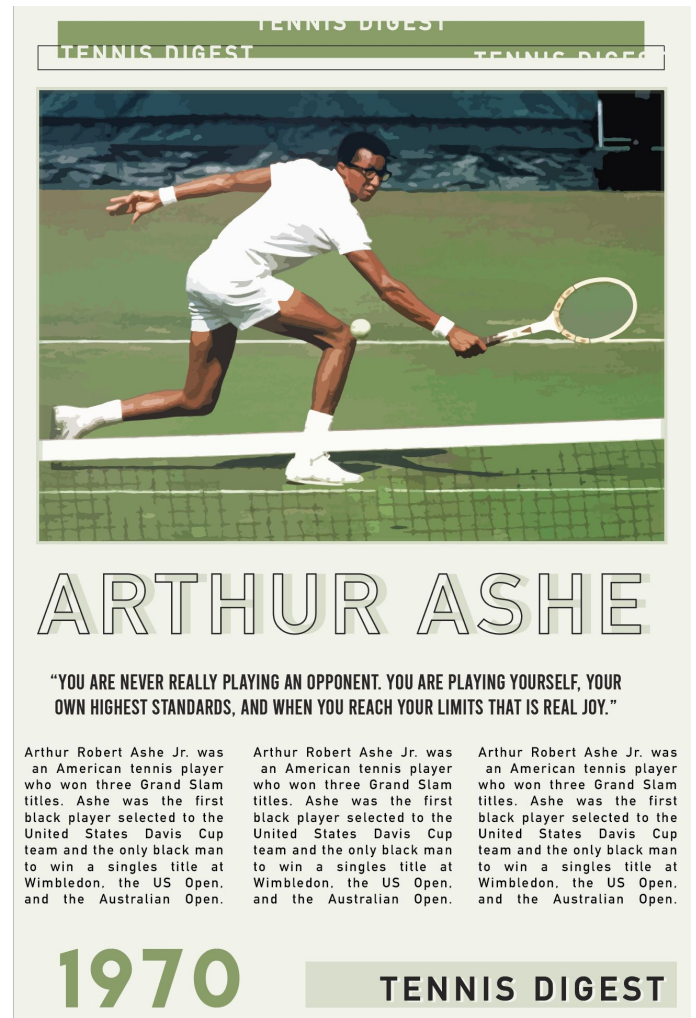 TENNIS DIGEST
TENNIS DIGEST
TENNIS DIGEST
ARTHUR ASHE
“YOU ARE NEVER REALLY PLAYING AN OPPONENT. YOU ARE PLAYING YOURSELF, YOUR
OWN HIGHEST STANDARDS, AND WHEN YOU REACH YOUR LIMITS THAT IS REAL JOY.”
Arthur Robert Ashe Jr. was
an American tennis player
who won three Grand Slam
titles. Ashe was the first
black player selected to the
United States Davis Cup
team and the only black man
to win a singles title at
Wimbledon, the US Open,
and the Australian Open.
Arthur Robert Ashe Jr. was
an American tennis player
who won three Grand Slam
titles. Ashe was the first
black player selected to the
United States Davis Cup
team and the only black man
to win a singles title at
Wimbledon, the US Open,
and the Australian Open.
Arthur Robert Ashe Jr. was
an American tennis player
who won three Grand Slam
titles. Ashe was the first
black player selected to the
United States Davis Cup
team and the only black man
to win a singles title at
Wimbledon, the US Open,
and the Australian Open.
1970
TENNIS DIGEST